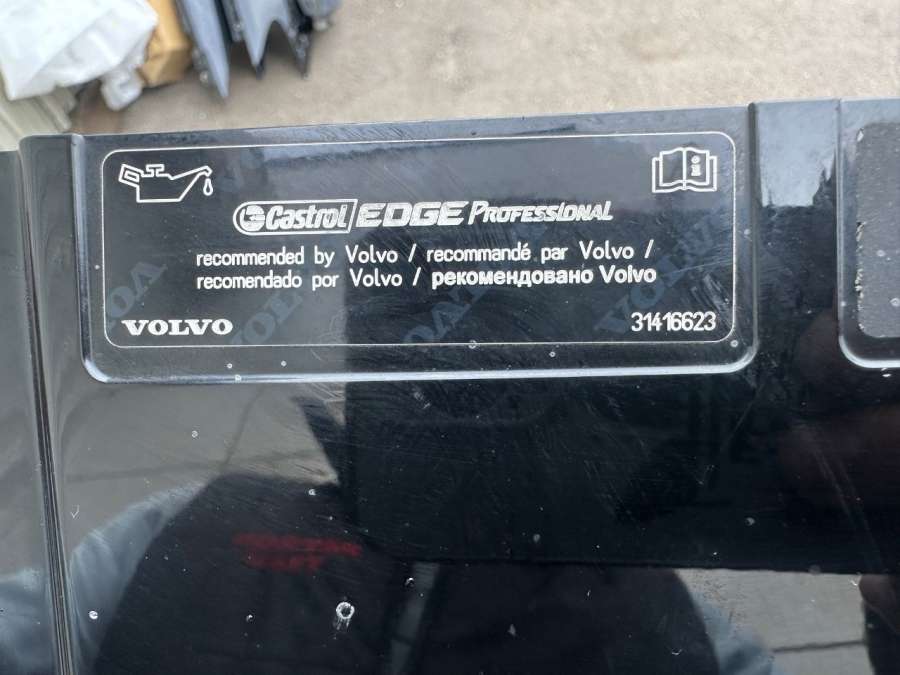 Castrol EDGE PROFESSIONAL
recommended by Volvo / recommandé par Volvo /
recomendado por Volvo / рекомендовано Volvo
VOLVO 31416623